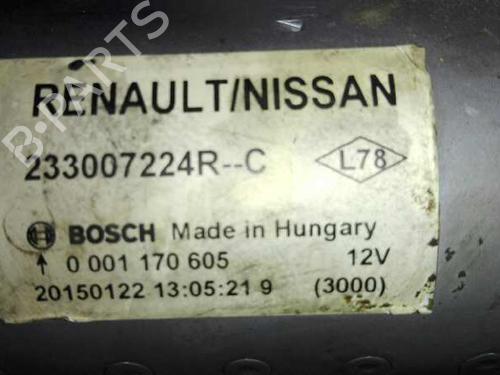 B-PARTS
RENAULT/NISSAN
233007224R--C L78
BOSCH Made in Hungary
↑ 0 001 170 605 12V
20150122 13:05:21 9 (3000)